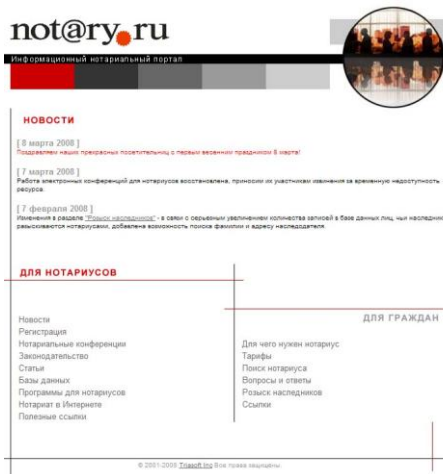 not@ry.ru
Информационный нотариальный портал
НОВОСТИ
[ 8 марта 2008 ]
Поздравляем наших прекрасных посетительниц с первым весенним праздником 8 марта!
[ 7 марта 2008 ]
Работа электронных конференций для нотариусов восстановлена, приносим их участникам извинения за временную недоступность
ресурса.
[ 7 февраля 2008 ]
Изменения в разделе "Розыск наследников" - в связи с серьезным увеличением количества записей в базе данных лиц, чьи наследники
разыскиваются нотариусами, добавлена возможность поиска фамилии и адресу наследодателя.
ДЛЯ НОТАРИУСОВ
Новости
Регистрация
Нотариальные конференции
Законодательство
Статьи
Базы данных
Программы для нотариусов
Нотариат в Интернете
Полезные ссылки
ДЛЯ ГРАЖДАН
Для чего нужен нотариус
Тарифы
Поиск нотариуса
Вопросы и ответы
Розыск наследников
Ссылки
© 2001-2008 Triasoft Inc Все права защищены.